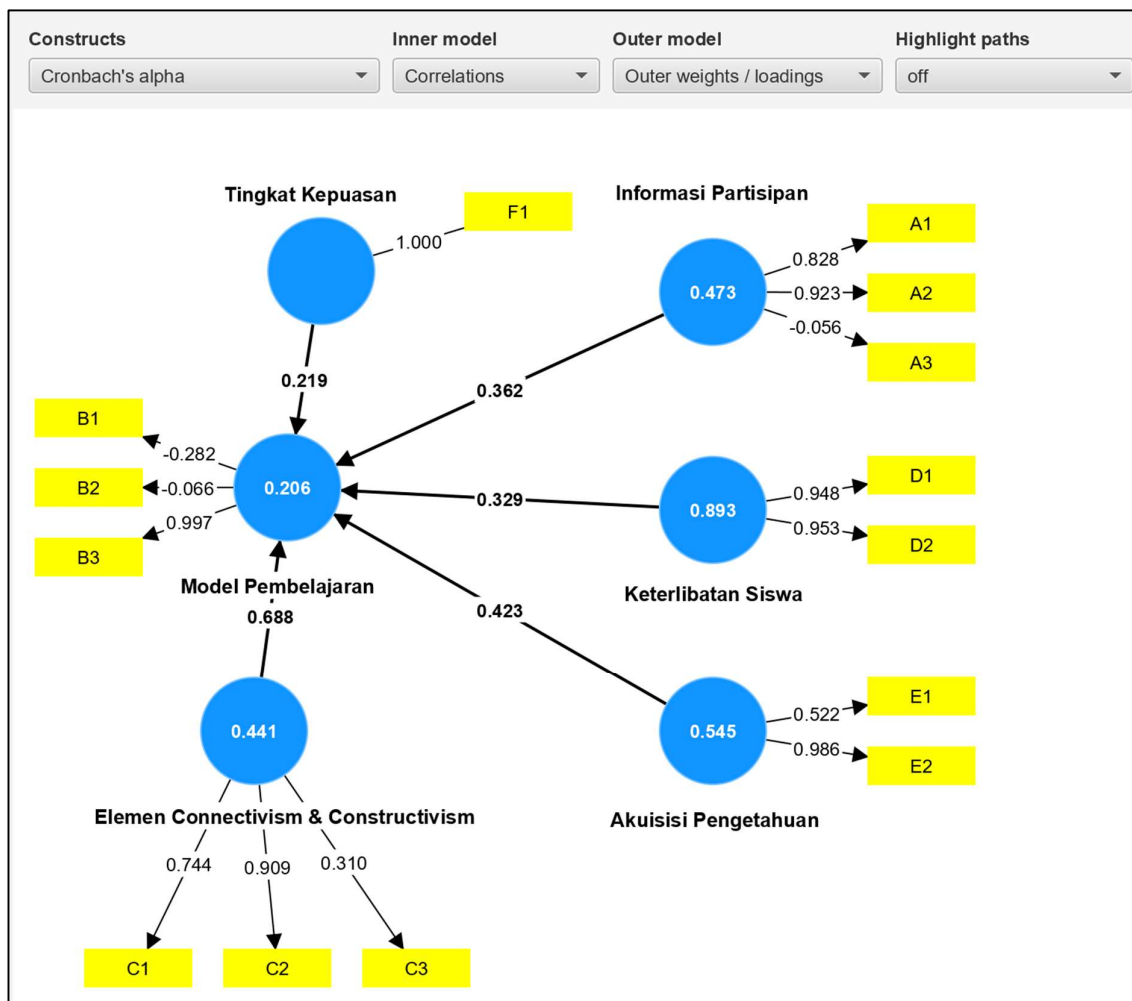 Constructs
Inner model
Outer model
Highlight paths
Cronbach's alpha
Correlations
Outer weights / loadings
off
Tingkat Kepuasan
F1
1.000
Informasi Partisipan
A1
0.828
0.473
0.923
A2
-0.056
A3
0.219
0.362
B1
-0.282
B2
-0.066
0.206
B3
0.997
Model Pembelajaran
0.329
0.893
D1
0.948
0.953
D2
Keterlibatan Siswa
0.688
0.423
0.441
Elemen Connectivism & Constructivism
0.545
E1
0.522
0.986
E2
Akuisisi Pengetahuan
0.744
0.909
0.310
C1
C2
C3